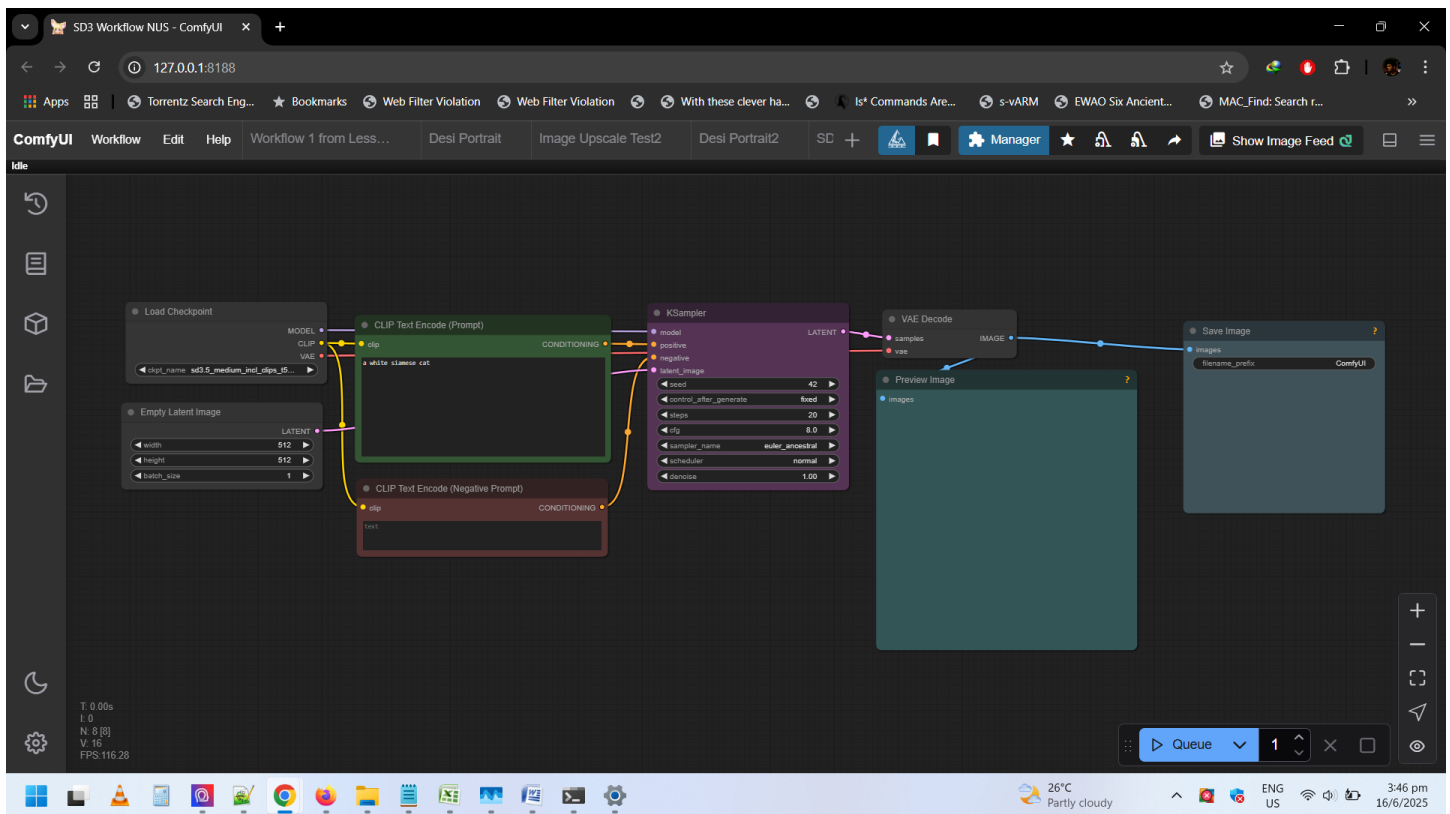 SD3 Workflow NUS - ComfyUI
127.0.0.1:8188
Apps
Torrentz Search Eng...
Bookmarks
Web Filter Violation
Web Filter Violation
With these clever ha...
Is* Commands Are...
s-vARM
EWAO Six Ancient...
MAC_Find: Search r...
ComfyUI
Workflow
Edit
Help
Workflow 1 from Less...
Desi Portrait
Image Upscale Test2
Desi Portrait2
SD
Manager
Show Image Feed
Idle
Load Checkpoint
MODEL
CLIP
VAE
ckpt_name sd3.5_medium_incl_clips_t5...
Empty Latent Image
LATENT
width 512
height 512
batch_size 1
CLIP Text Encode (Prompt)
clip CONDITIONING
a white siamese cat
CLIP Text Encode (Negative Prompt)
clip CONDITIONING
text
KSampler
model LATENT
positive
negative
latent_image
seed 42
control_after_generate fixed
steps 20
cfg 8.0
sampler_name euler_ancestral
scheduler normal
denoise 1.00
VAE Decode
samples IMAGE
vae
Preview Image ?
images
Save Image ?
images
filename_prefix ComfyUI
T: 0.00s
I: 0
N: 8 [8]
V: 16
FPS:116.28
Queue
1
26°C
Partly cloudy
ENG
US
3:46 pm
16/6/2025